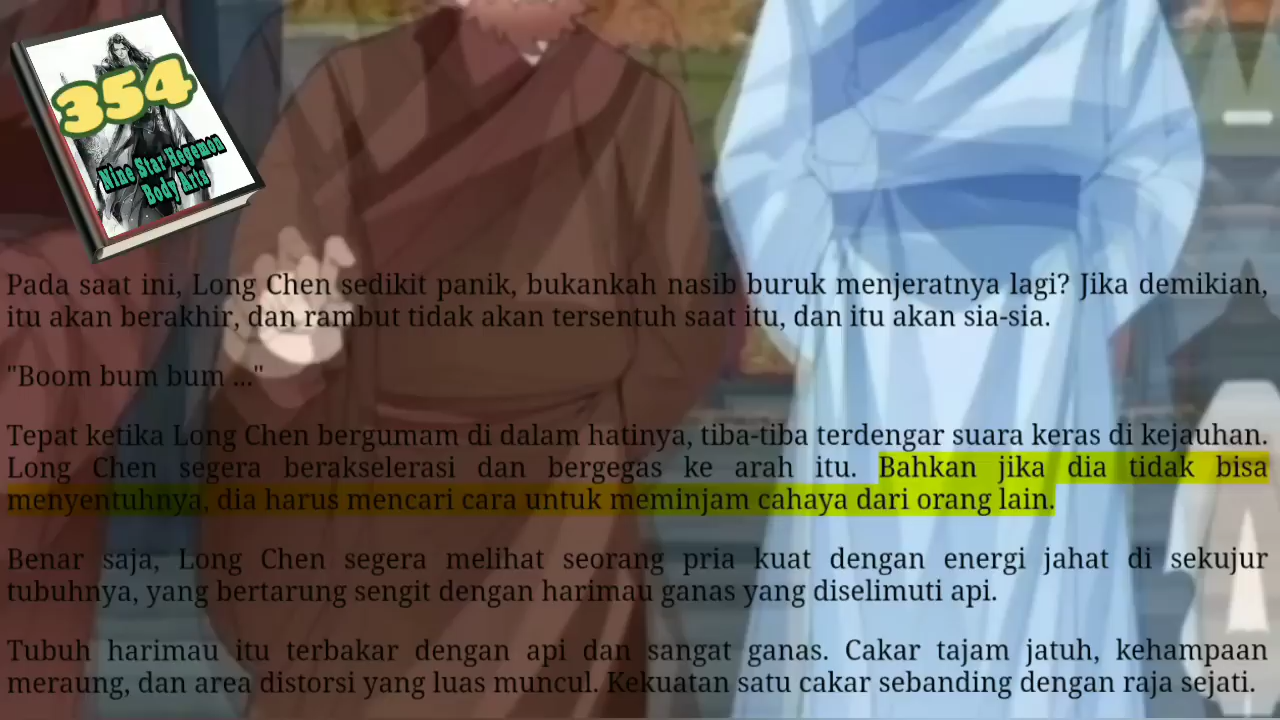 354
Nine Star Hegemon
Body Arts
Pada saat ini, Long Chen sedikit panik, bukankah nasib buruk menjeratnya lagi? Jika demikian,
itu akan berakhir, dan rambut tidak akan tersentuh saat itu, dan itu akan sia-sia.
"Boom bum bum ..."
Tepat ketika Long Chen bergumam di dalam hatinya, tiba-tiba terdengar suara keras di kejauhan.
Long Chen segera berakselerasi dan bergegas ke arah itu. Bahkan jika dia tidak bisa
menyentuhnya, dia harus mencari cara untuk meminjam cahaya dari orang lain.
Benar saja, Long Chen segera melihat seorang pria kuat dengan energi jahat di sekujur
tubuhnya, yang bertarung sengit dengan harimau ganas yang diselimuti api.
Tubuh harimau itu terbakar dengan api dan sangat ganas. Cakar tajam jatuh, kehampaan
meraung, dan area distorsi yang luas muncul. Kekuatan satu cakar sebanding dengan raja sejati.